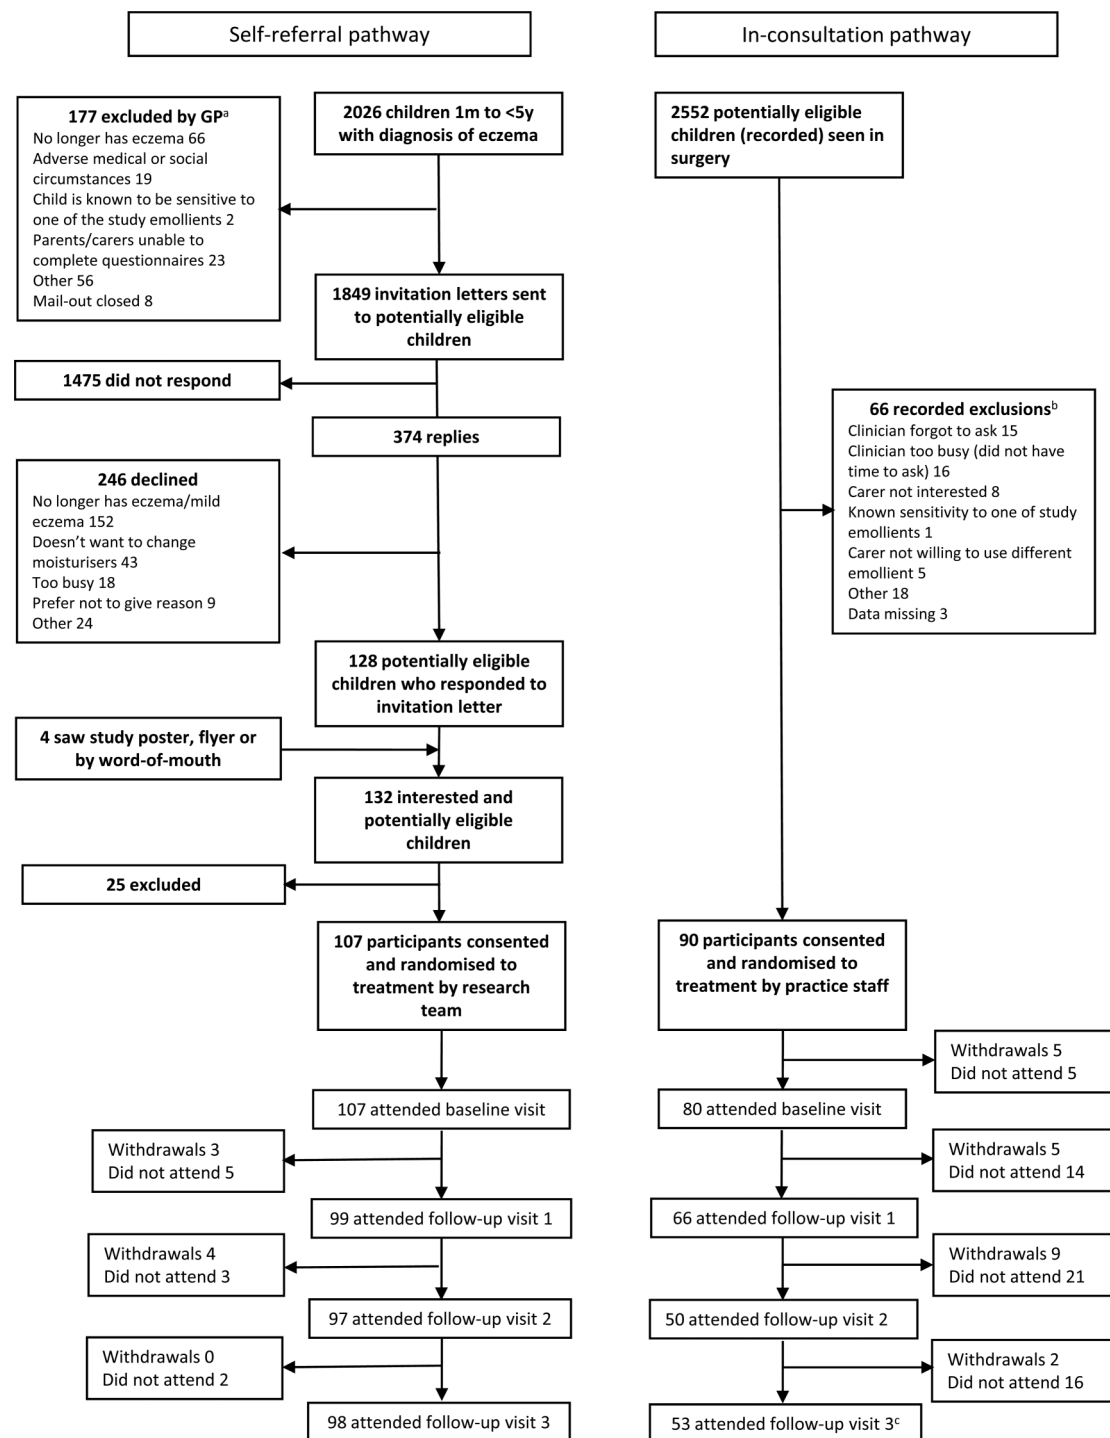 Self-referral pathway
In-consultation pathway
177 excluded by GPa
No longer has eczema 66
Adverse medical or social
circumstances 19
Child is known to be sensitive to
one of the study emollients 2
Parents/carers unable to
complete questionnaires 23
Other 56
Mail-out closed 8
2026 children 1m to <5y
with diagnosis of eczema
2552 potentially eligible
children (recorded) seen in
surgery
1849 invitation letters sent
to potentially eligible
children
1475 did not respond
374 replies
66 recorded exclusionsb
Clinician forgot to ask 15
Clinician too busy (did not have
time to ask) 16
Carer not interested 8
Known sensitivity to one of study
emollients 1
Carer not willing to use different
emollient 5
Other 18
Data missing 3
246 declined
No longer has eczema/mild
eczema 152
Doesn't want to change
moisturisers 43
Too busy 18
Prefer not to give reason 9
Other 24
128 potentially eligible
children who responded to
invitation letter
4 saw study poster, flyer or
by word-of-mouth
132 interested and
potentially eligible
children
25 excluded
107 participants consented
and randomised to
treatment by research
team
90 participants consented
and randomised to
treatment by practice staff
Withdrawals 5
Did not attend 5
107 attended baseline visit
80 attended baseline visit
Withdrawals 3
Did not attend 5
Withdrawals 5
Did not attend 14
99 attended follow-up visit 1
66 attended follow-up visit 1
Withdrawals 4
Did not attend 3
Withdrawals 9
Did not attend 21
97 attended follow-up visit 2
50 attended follow-up visit 2
Withdrawals 0
Did not attend 2
Withdrawals 2
Did not attend 16
98 attended follow-up visit 3
53 attended follow-up visit 3c